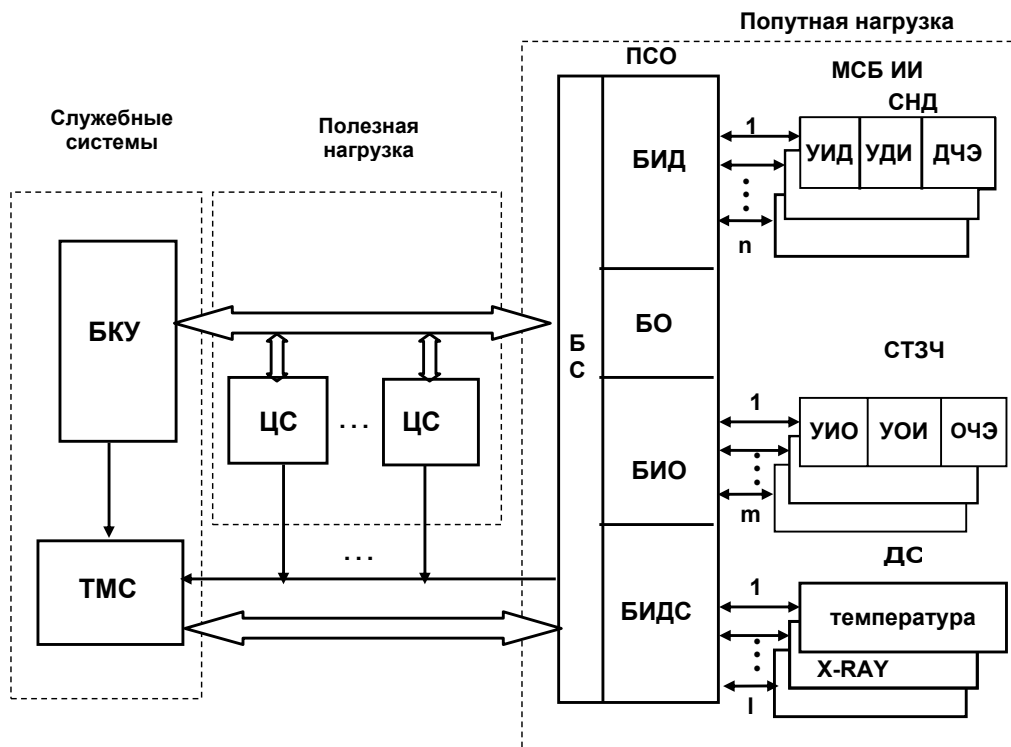 Попутная нагрузка
ПСО
МСБ ИИ
СНД
Служебные
системы
Полезная
нагрузка
БИД
1
УИД УДИ ДЧЭ
n
БКУ
БО
Б
С
СТЗЧ
ЦС
...
ЦС
1
УИО УОИ ОЧЭ
БИО
m
...
ДС
ТМС
БИДС
1
температура
X-RAY
l